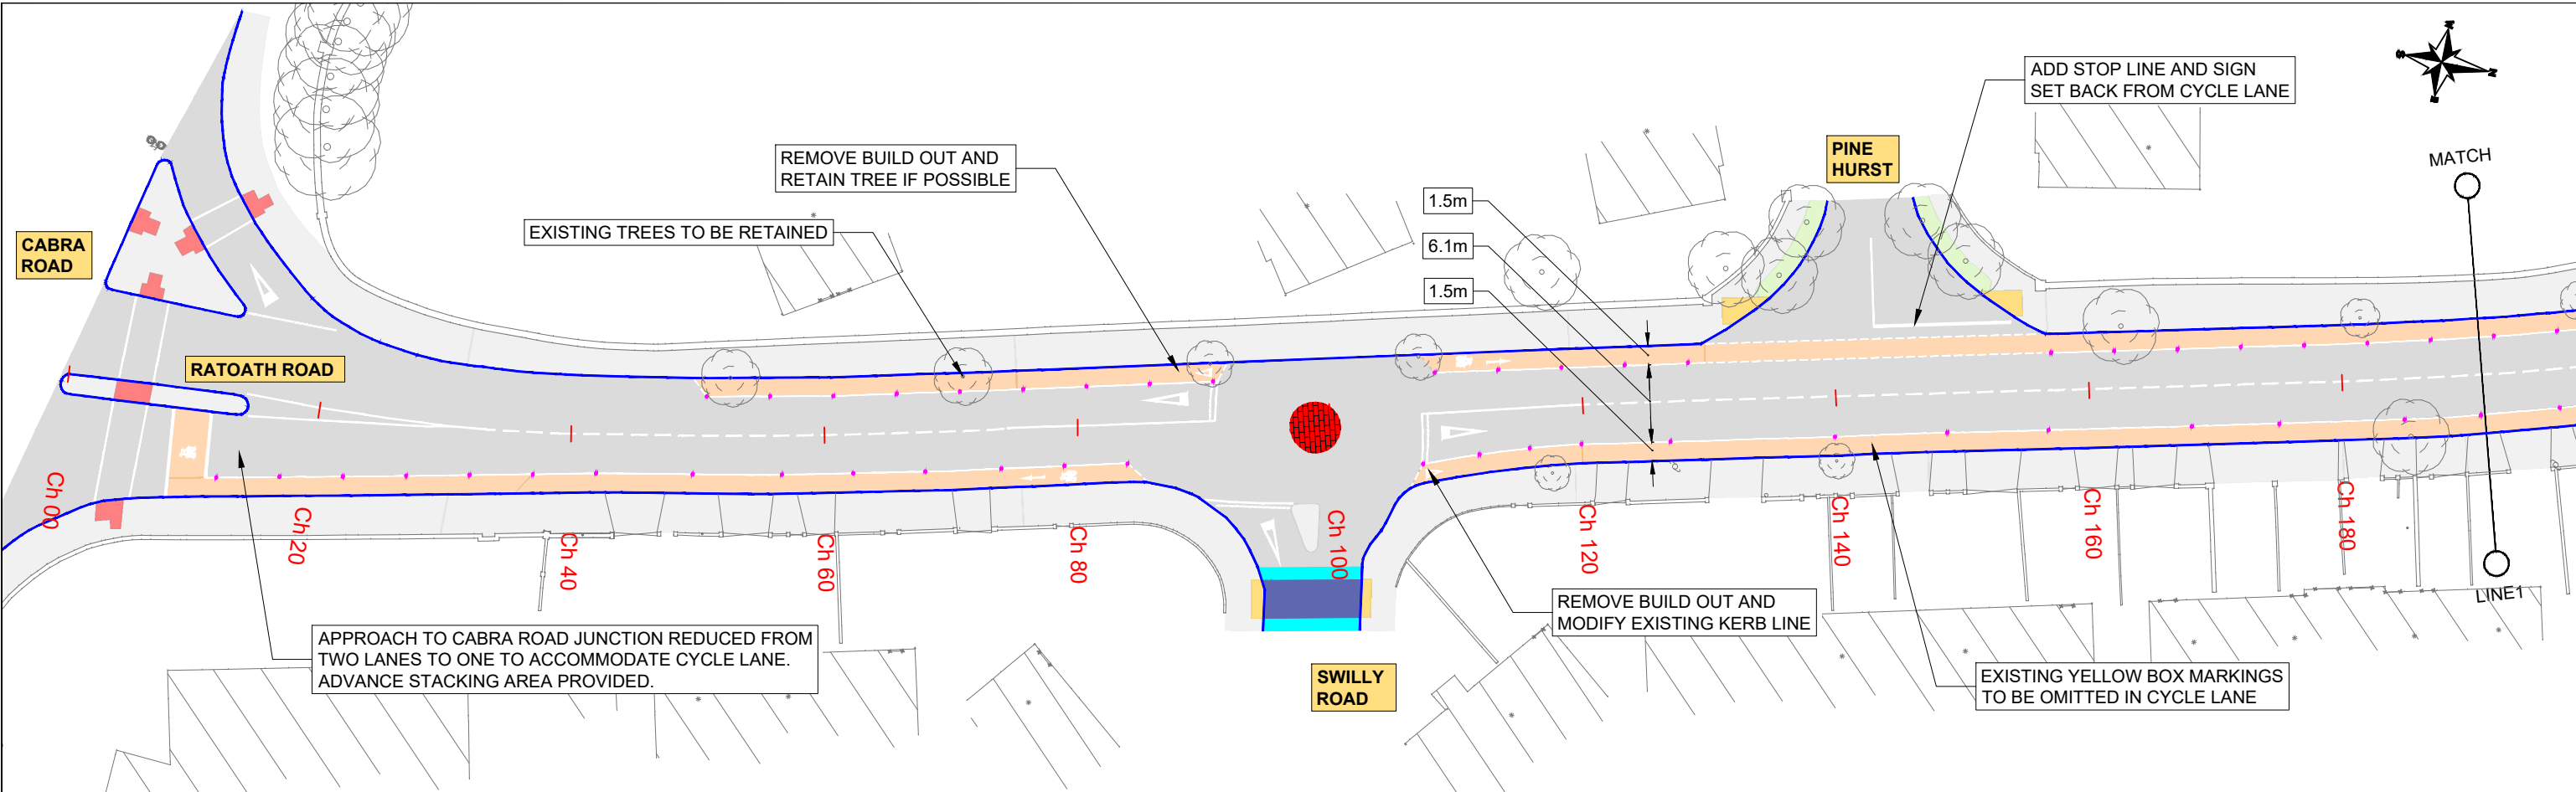 ADD STOP LINE AND SIGN
SET BACK FROM CYCLE LANE
PINE
HURST
MATCH
REMOVE BUILD OUT AND
RETAIN TREE IF POSSIBLE
1.5m
EXISTING TREES TO BE RETAINED
6.1m
CABRA
ROAD
1.5m
RATOATH ROAD
Ch 00
Ch 20
Ch 40
Ch 60
Ch 80
Ch 100
Ch 120
Ch 140
Ch 160
Ch 180
LINE1
REMOVE BUILD OUT AND
MODIFY EXISTING KERB LINE
APPROACH TO CABRA ROAD JUNCTION REDUCED FROM
TWO LANES TO ONE TO ACCOMMODATE CYCLE LANE.
ADVANCE STACKING AREA PROVIDED.
SWILLY
ROAD
EXISTING YELLOW BOX MARKINGS
TO BE OMITTED IN CYCLE LANE